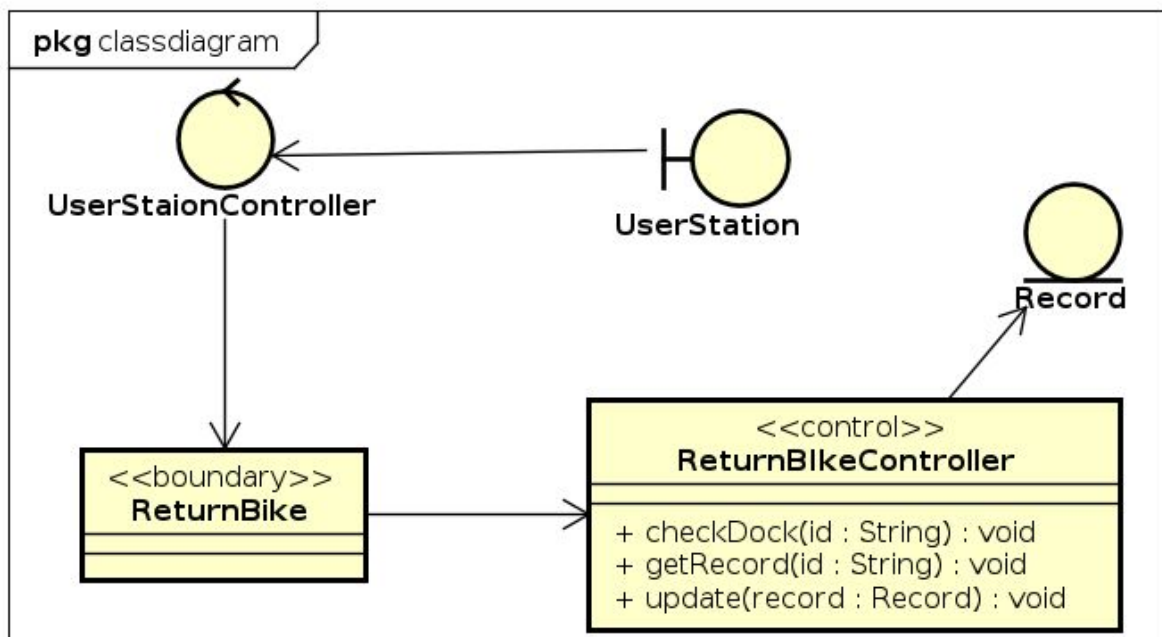 pkg classdiagram
UserStaionController
UserStation
Record
<<boundary>>
ReturnBike
<<control>>
ReturnBIkeController
+ checkDock(id : String) : void
+ getRecord(id : String) : void
+ update(record : Record) : void